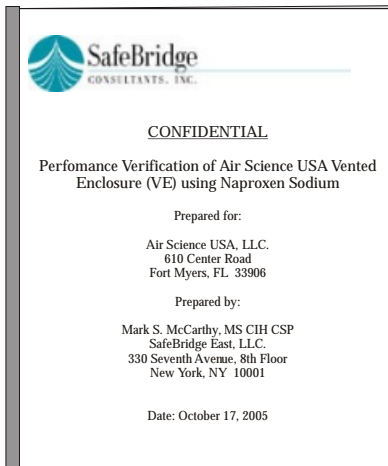 SafeBridge
CONSULTANTS, INC.
CONFIDENTIAL
Perfomance Verification of Air Science USA Vented
Enclosure (VE) using Naproxen Sodium
Prepared for:
Air Science USA, LLC.
610 Center Road
Fort Myers, FL 33906
Prepared by:
Mark S. McCarthy, MS CIH CSP
SafeBridge East, LLC.
330 Seventh Avenue, 8th Floor
New York, NY 10001
Date: October 17, 2005